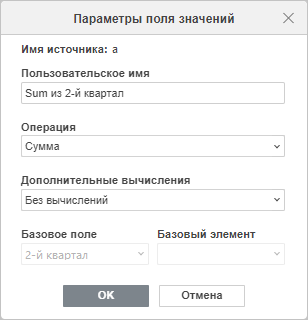 Параметры поля значений
Имя источника: a
Пользовательское имя
Sum из 2-й квартал
Операция
Сумма
Дополнительные вычисления
Без вычислений
Базовое поле Базовый элемент
2-й квартал
OK Отмена